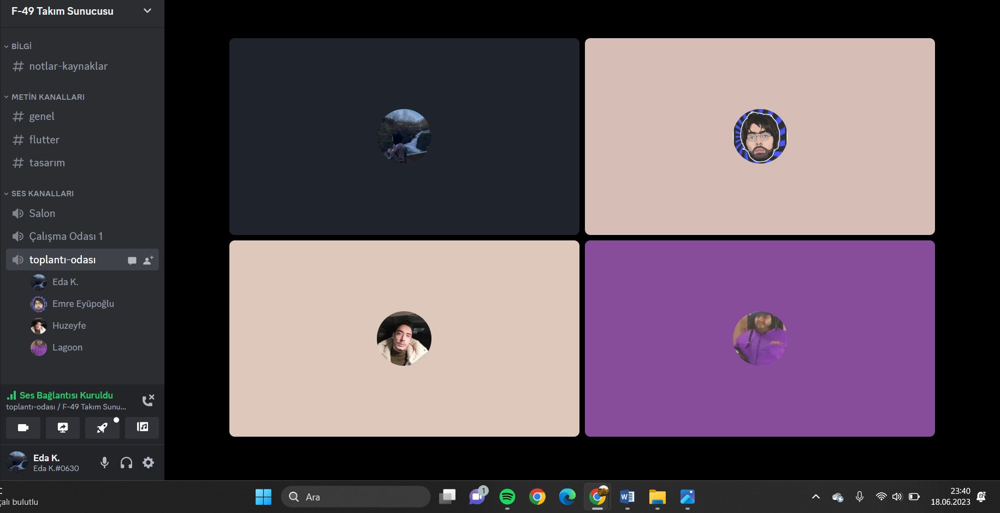 F-49 Takım Sunucusu
BİLGİ
notlar-kaynaklar
METİN KANALLARI
genel
flutter
tasarım
SES KANALLARI
Salon
Çalışma Odası 1
toplantı-odası
Eda K.
Emre Eyüpoğlu
Huzeyfe
Lagoon
Ses Bağlantısı Kuruldu
toplantı-odası / F-49 Takım Sunu...
Eda K.
Eda K.#0630
bulutlu
Ara
1
W
23:40
18.06.2023